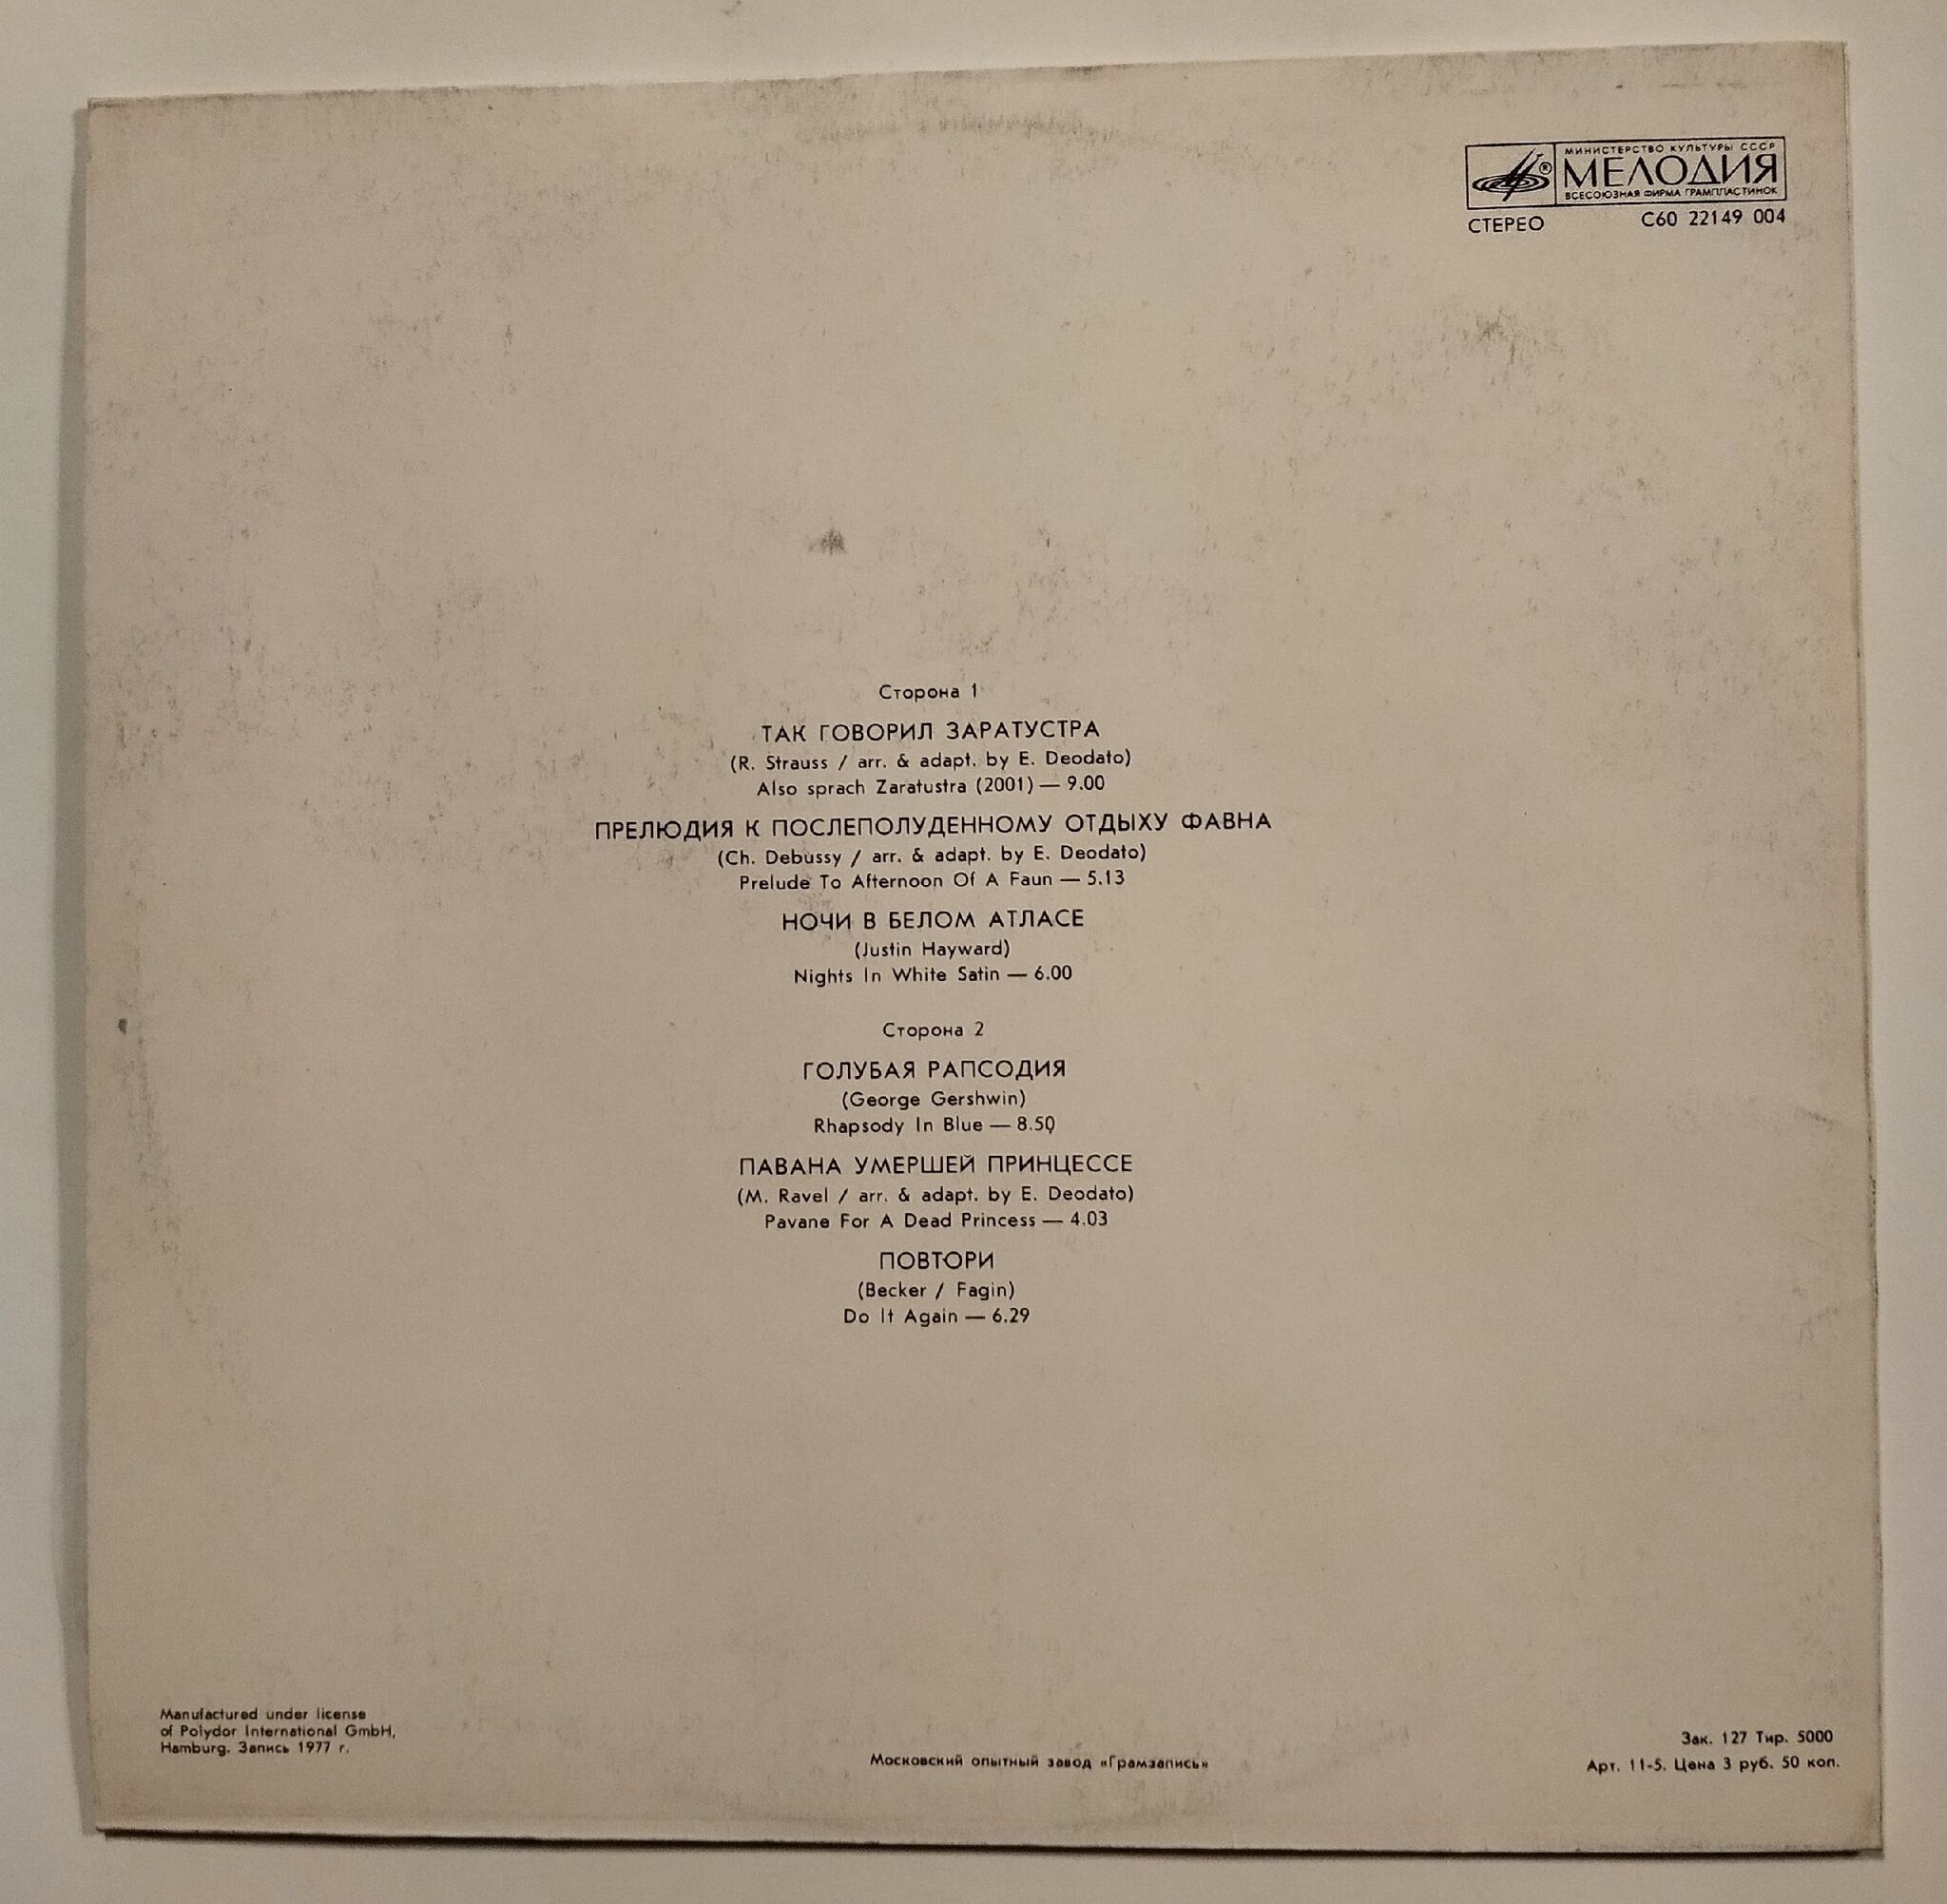 МИНИСТЕРСТВО КУЛЬТУРЫ СССР
МЕЛОДИЯ
ВСЕСОЮЗНАЯ ФИРМА ГРАМПЛАСТИНОК
®
СТЕРЕО С60 22149 004
Сторона 1
ТАК ГОВОРИЛ ЗАРАТУСТРА
(R. Strauss / arr. & adapt. by E. Deodato)
Also sprach Zaratustra (2001) — 9.00
ПРЕЛЮДИЯ К ПОСЛЕПОЛУДЕННОМУ ОТДЫХУ ФАВНА
(Ch. Debussy / arr. & adapt. by E. Deodato)
Prelude To Afternoon Of A Faun — 5.13
НОЧИ В БЕЛОМ АТЛАСЕ
(Justin Hayward)
Nights In White Satin — 6.00
Сторона 2
ГОЛУБАЯ РАПСОДИЯ
(George Gershwin)
Rhapsody In Blue — 8.50
ПАВАНА УМЕРШЕЙ ПРИНЦЕССЕ
(M. Ravel / arr. & adapt. by E. Deodato)
Pavane For A Dead Princess — 4.03
ПОВТОРИ
(Becker / Fagin)
Do It Again — 6.29
Manufactured under license
of Polydor International GmbH,
Hamburg. Запись 1977 г.
Московский опытный завод «Грамзапись»
Зак. 127 Тир. 5000
Арт. 11-5. Цена 3 руб. 50 коп.